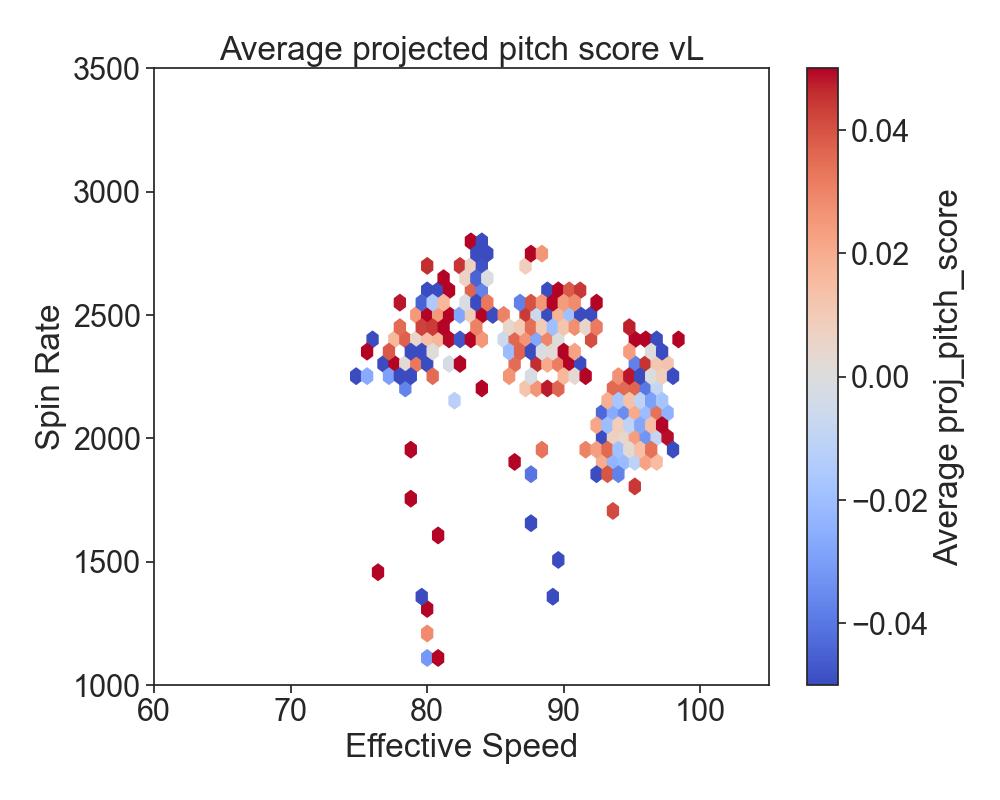 Average projected pitch score vL
3500
3000
2500
2000
1500
1000
Spin Rate
60 70 80 90 100
Effective Speed
0.04
0.02
0.00
−0.02
−0.04
Average proj_pitch_score